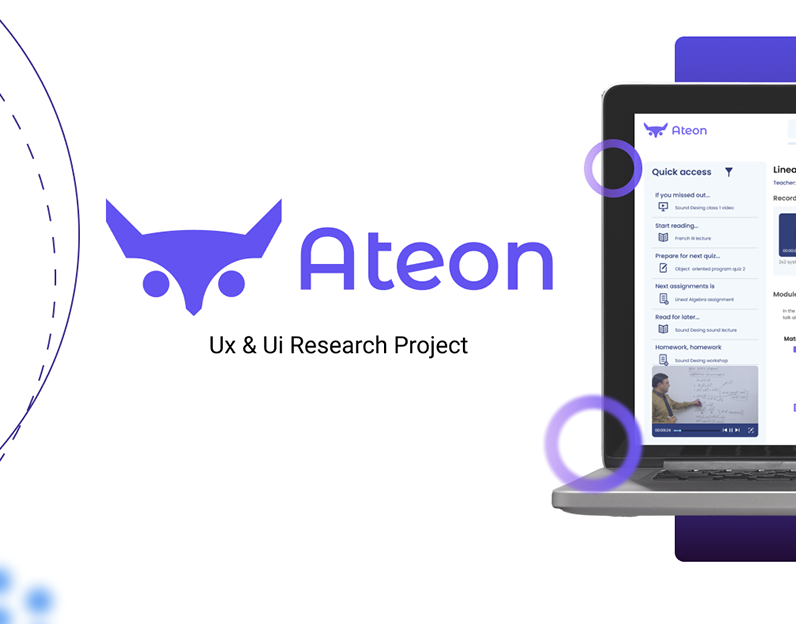 Ateon
Ux & Ui Research Project
Ateon
Quick access
If you missed out...
Sound Desing class 1 video
Start reading...
French III lecture
Prepare for next quiz...
Object oriented program quiz 2
Next assignments is
Lineal Algebra assignment
Read for later...
Sound Desing sound lecture
Homework, homework
Sound Desing workshop
00:09:24
Linea
Teacher:
Record
Module
In the
talk a
Mat